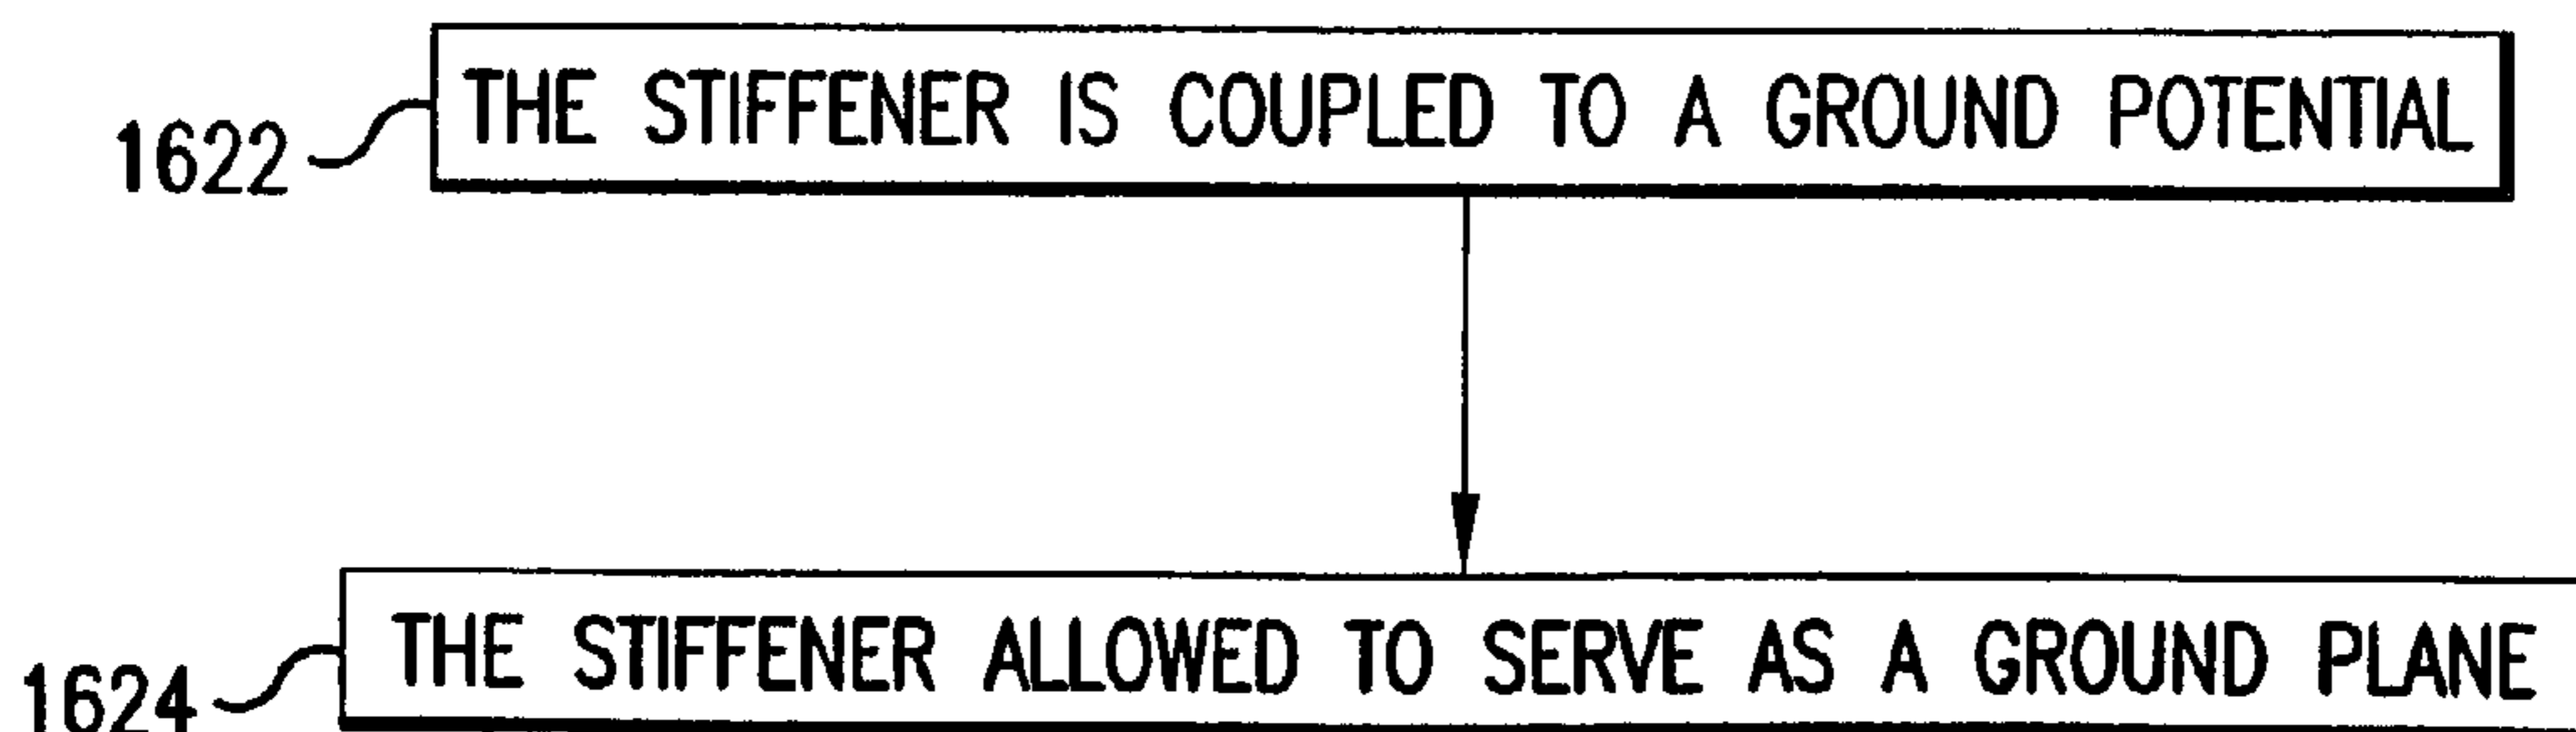 1622 THE STIFFENER IS COUPLED TO A GROUND POTENTIAL
1624 THE STIFFENER ALLOWED TO SERVE AS A GROUND PLANE